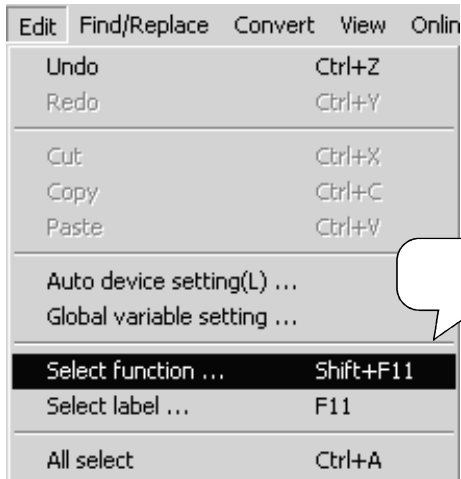 Edit Find/Replace Convert View Onlin
Undo Ctrl+Z
Redo Ctrl+Y
Cut Ctrl+X
Copy Ctrl+C
Paste Ctrl+V
Auto device setting(L) ...
Global variable setting ...
Select function ... Shift+F11
Select label ... F11
All select Ctrl+A